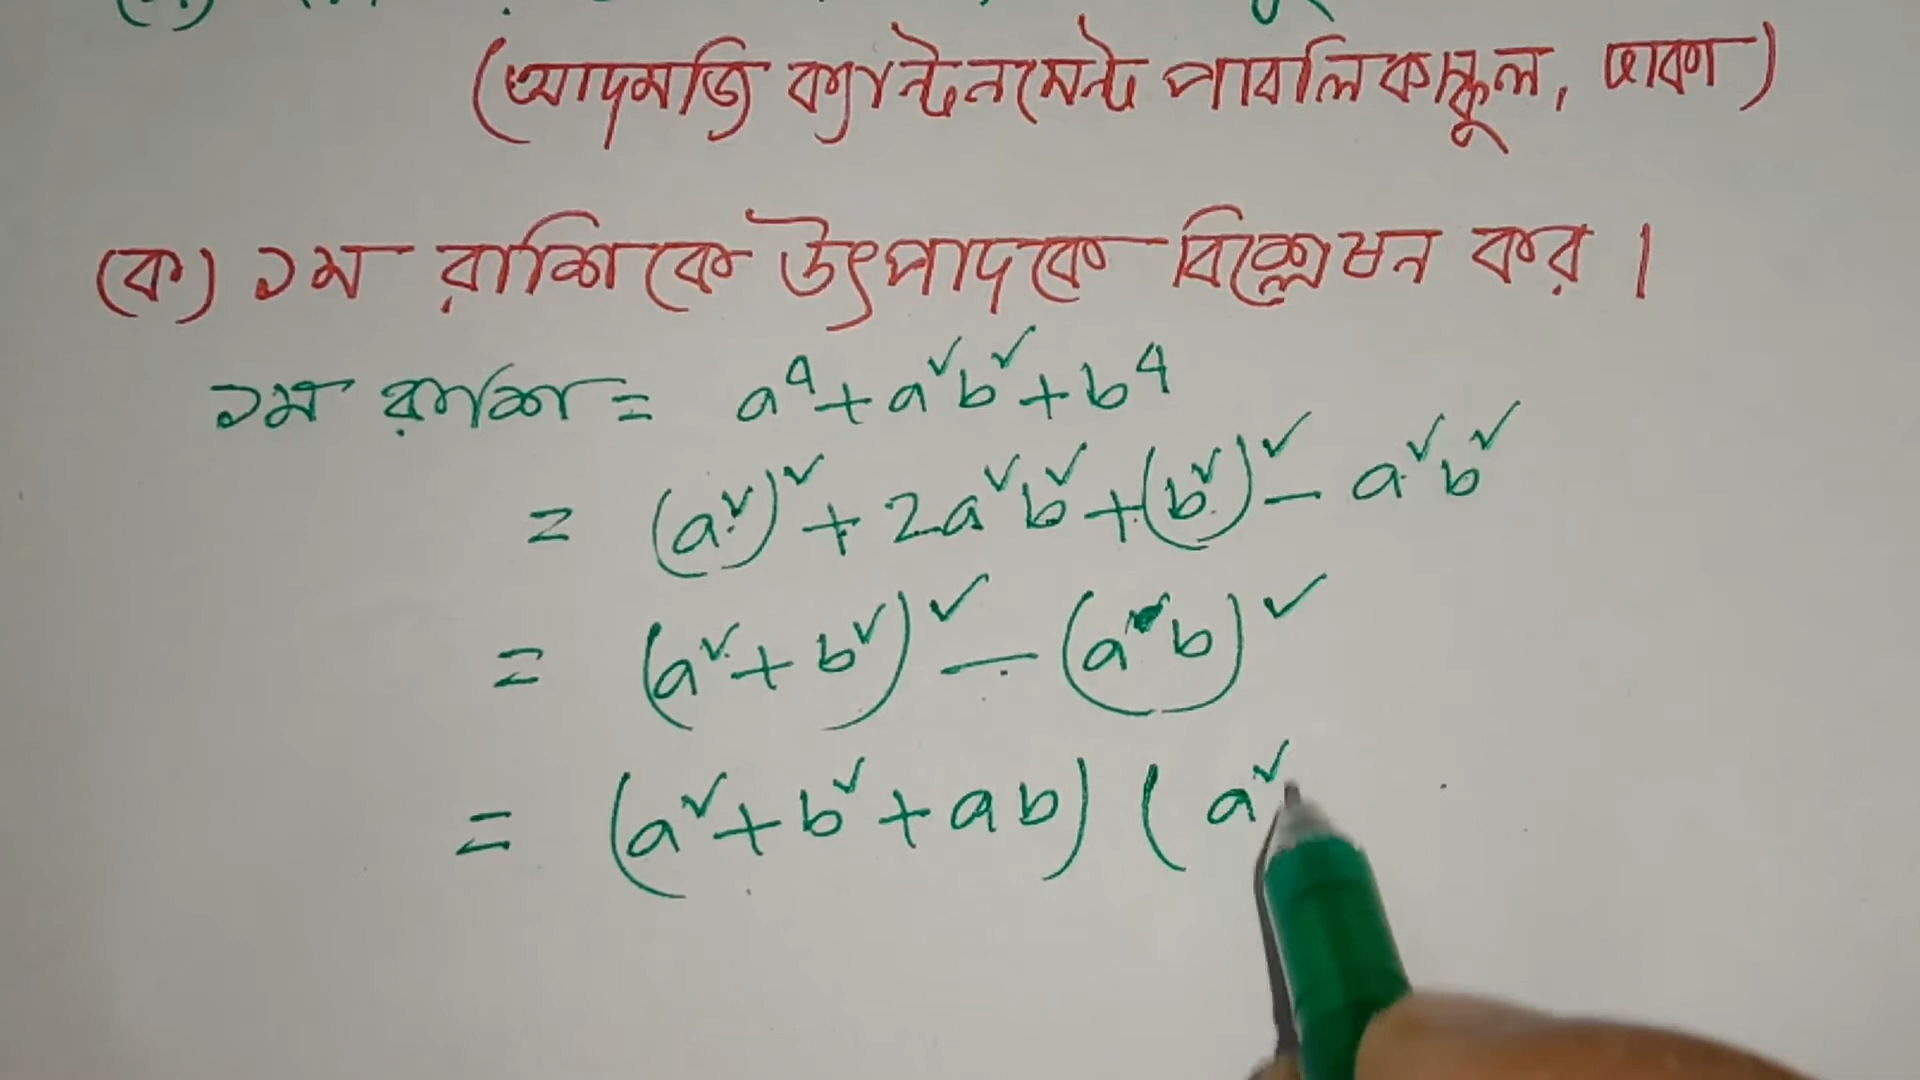 (আদমজি ক্যান্টনমেন্ট পাবলিক স্কুল, ঢাকা)
(ক) ১ম রাশিকে উৎপাদকে বিশ্লেষন কর।
১ম রাশি = a⁴ + a²b² + b⁴
= (a²)² + 2a²b² + (b²)² - a²b²
= (a² + b²)² - (ab)²
= (a² + b² + ab) (a²